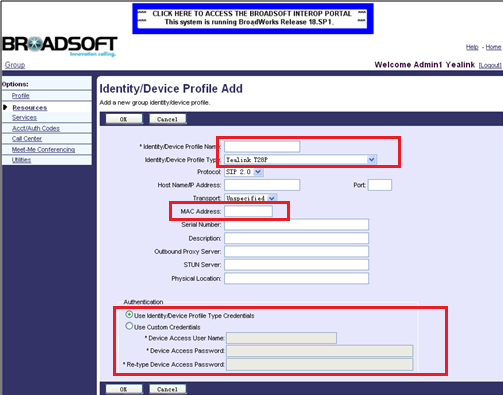 **** CLICK HERE TO ACCESS THE BROADSOFT INTEROP PORTAL ****
**** This system is running BroadWorks Release 18.SP1. ****
BROADSOFT
innovation calling.
Help - Home
Group
Welcome Admin1 Yealink [Logout]
Options:
Profile
Resources
Services
Acct/Auth Codes
Call Center
Meet-Me Conferencing
Utilities
Identity/Device Profile Add
Add a new group identity/device profile.
OK Cancel
* Identity/Device Profile Name:
Identity/Device Profile Type: Yealink T28P
Protocol: SIP 2.0
Host Name/IP Address: Port:
Transport: Unspecified
MAC Address:
Serial Number:
Description:
Outbound Proxy Server:
STUN Server:
Physical Location:
Authentication
Use Identity/Device Profile Type Credentials
Use Custom Credentials
* Device Access User Name:
* Device Access Password:
* Re-type Device Access Password:
OK Cancel